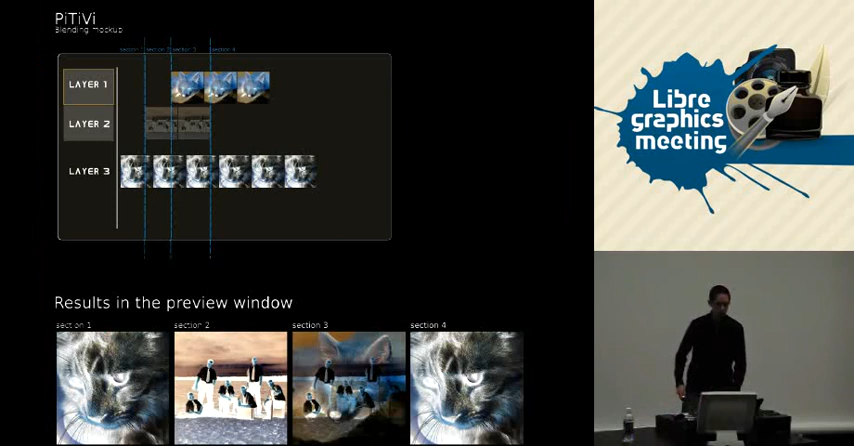 PiTiVi
Blending mockup
section 1 section 2 section 3 section 4
LAYER 1
LAYER 2
LAYER 3
Results in the preview window
section 1 section 2 section 3 section 4
Libre
graphics
meeting